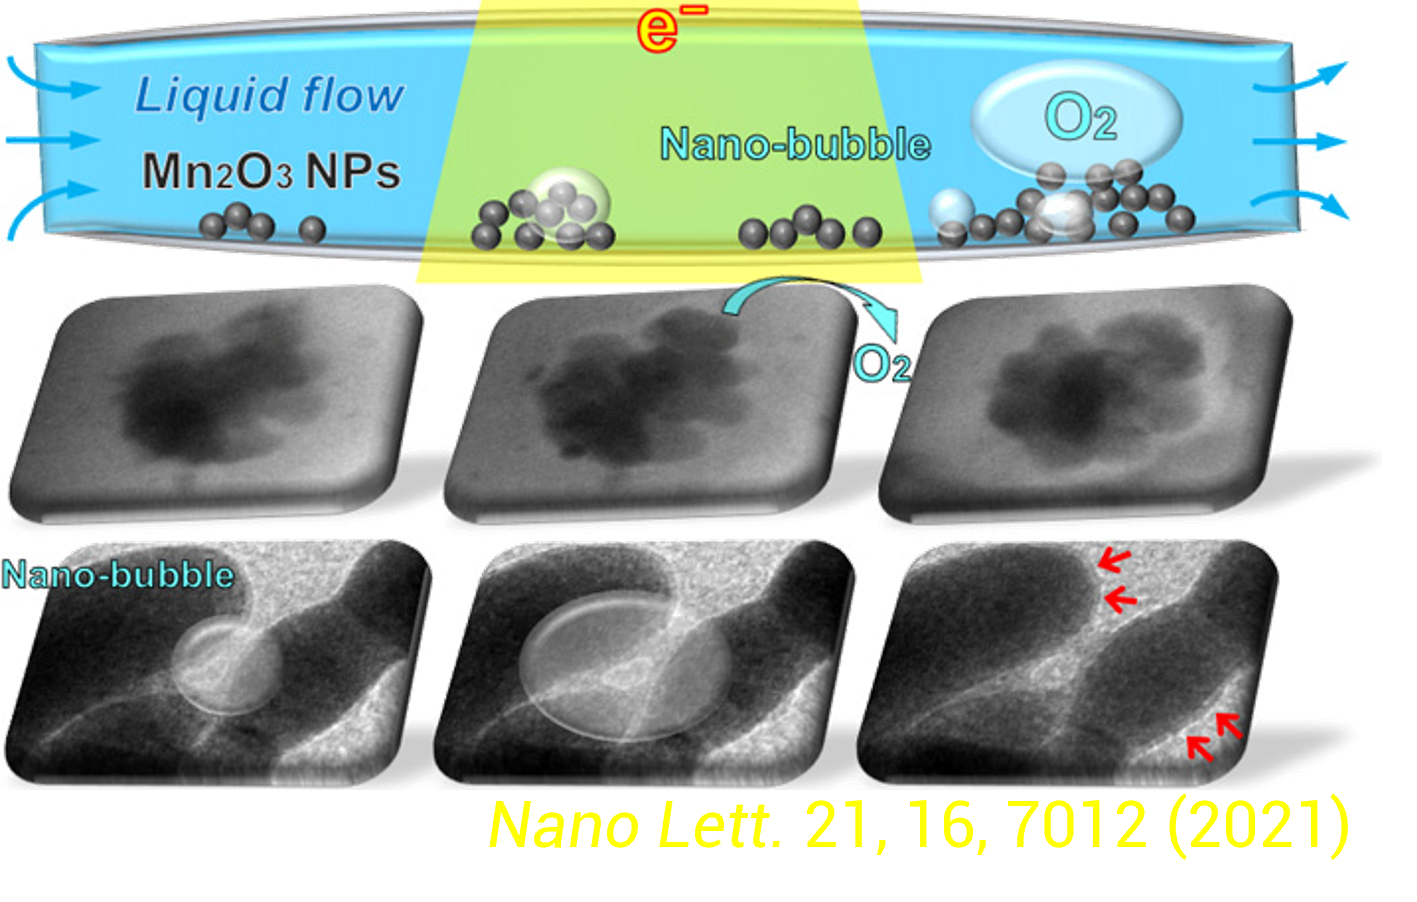 e⁻
Liquid flow
Mn₂O₃ NPs
Nano-bubble
O₂
O₂
Nano-bubble
Nano Lett. 21, 16, 7012 (2021)